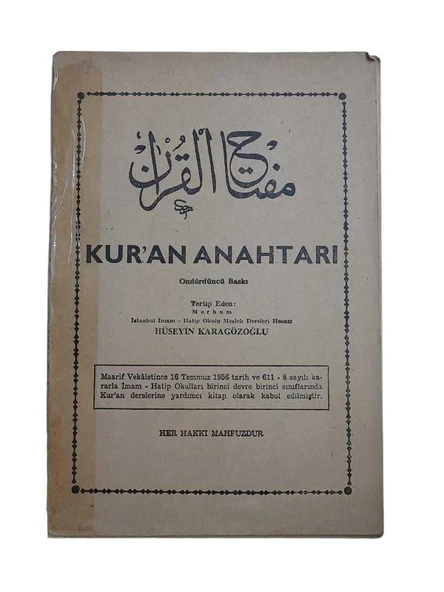 مفتاح القرآن
KUR'AN ANAHTARI
Ondördüncü Baskı
Tertip Eden:
Merhum
İstanbul İmam - Hatip Okulu Meslek Dersleri Hocası
HÜSEYİN KARAGÖZOĞLU
Maarif Vekâletince 16 Temmuz 1956 tarih ve 611 - 8 sayılı ka-
rarla İmam - Hatip Okulları birinci devre birinci sınıflarında
Kur'an derslerine yardımcı kitap olarak kabul edilmiştir.
HER HAKKI MAHFUZDUR